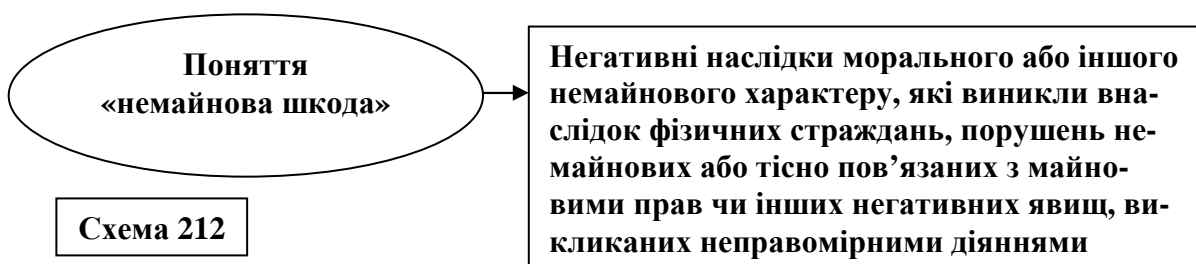 Поняття
«немайнова шкода»
Негативні наслідки морального або іншого
немайнового характеру, які виникли вна-
слідок фізичних страждань, порушень не-
майнових або тісно пов’язаних з майно-
вими прав чи інших негативних явищ, ви-
кликаних неправомірними діяннями
Схема 212